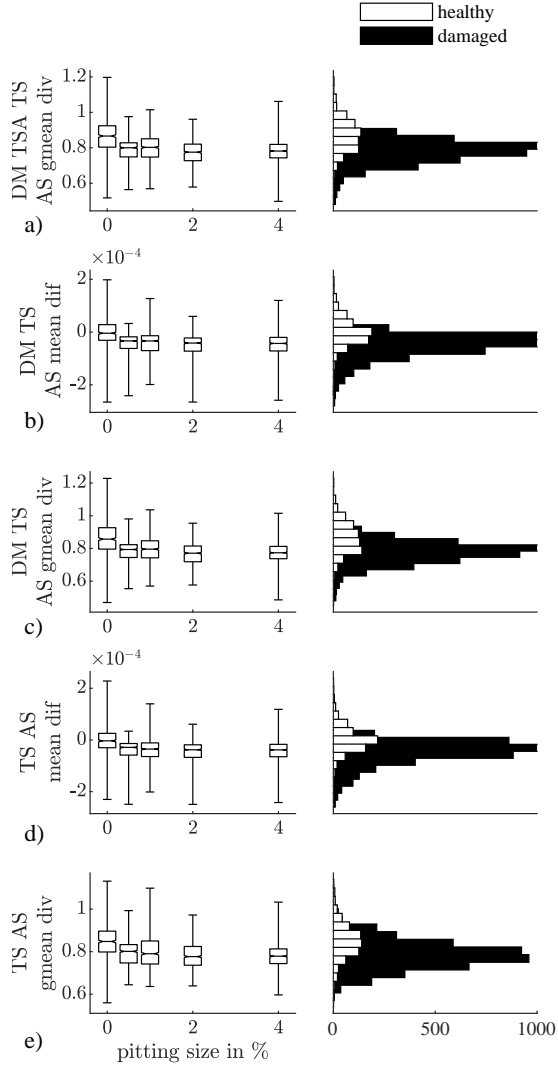 healthy
damaged
DM TSA TS
AS gmean div
1.2
1
0.8
0.6
0 2 4
a)
×10⁻⁴
DM TS
AS mean dif
2
0
-2
0 2 4
b)
DM TS
AS gmean div
1.2
1
0.8
0.6
0 2 4
c)
×10⁻⁴
TS AS
mean dif
2
0
-2
0 2 4
d)
TS AS
gmean div
1
0.8
0.6
0 2 4
e)
pitting size in %
0 500 1000